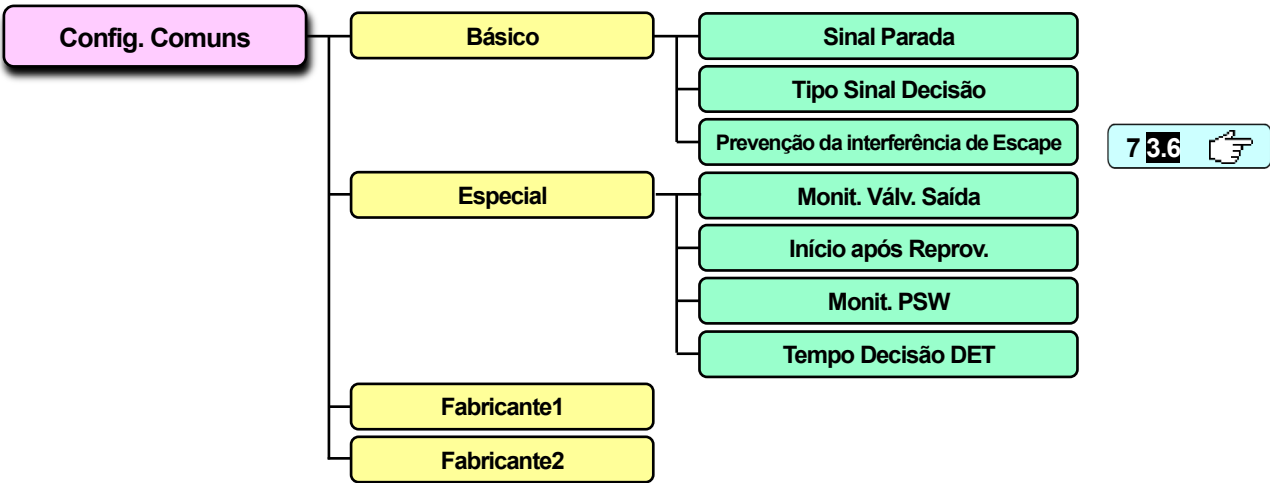 Config. Comuns
Básico
Sinal Parada
Tipo Sinal Decisão
Prevenção da interferência de Escape
7 3.6
Especial
Monit. Válv. Saída
Início após Reprov.
Monit. PSW
Tempo Decisão DET
Fabricante1
Fabricante2